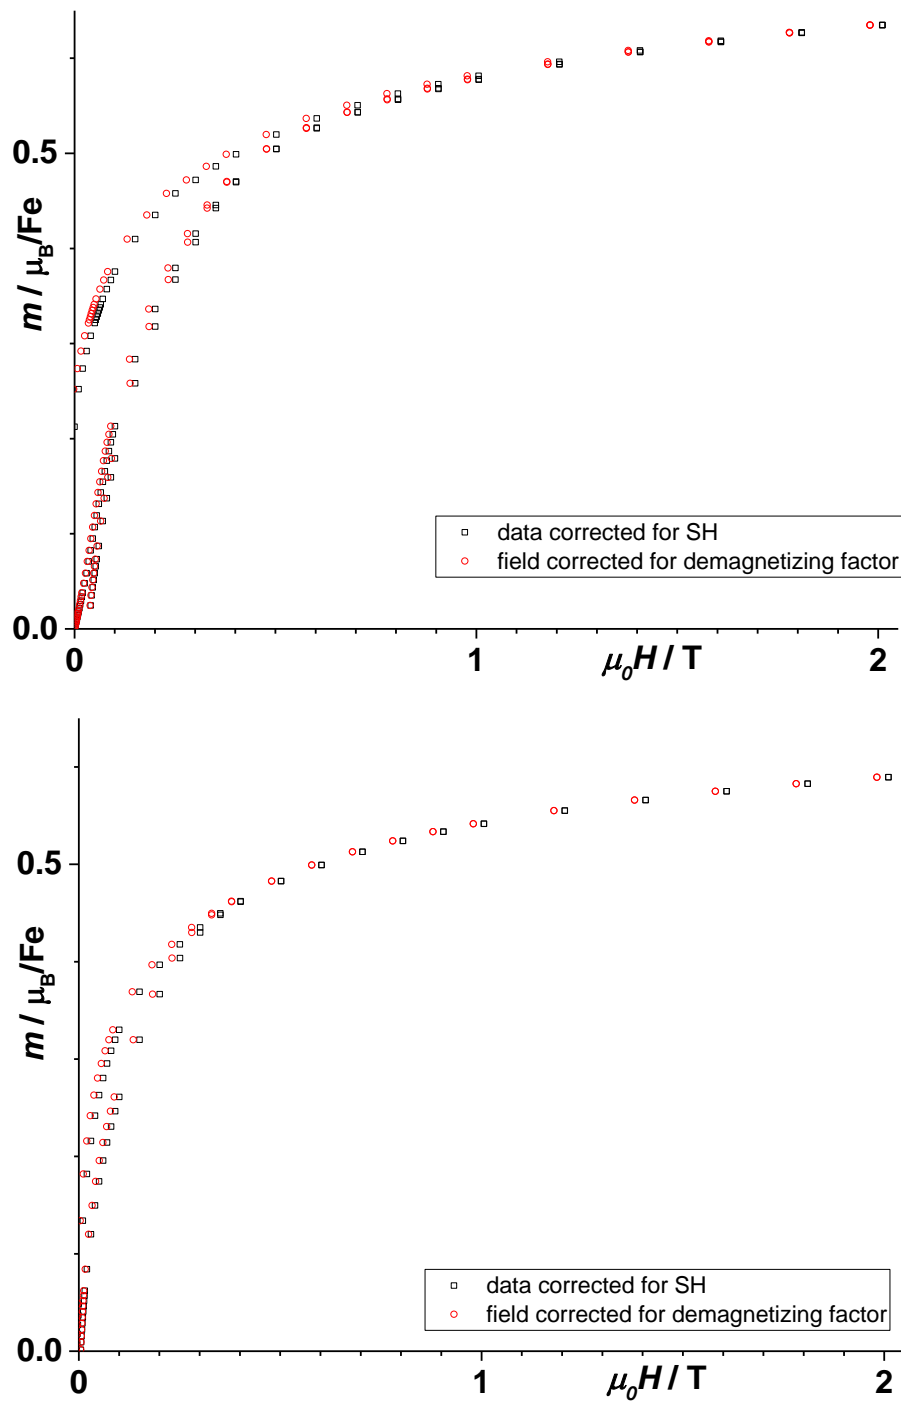 0.5
m / μB/Fe
data corrected for SH
field corrected for demagnetizing factor
0.0
0 1 2
μ0H / T
0.5
m / μB/Fe
data corrected for SH
field corrected for demagnetizing factor
0.0
0 1 2
μ0H / T